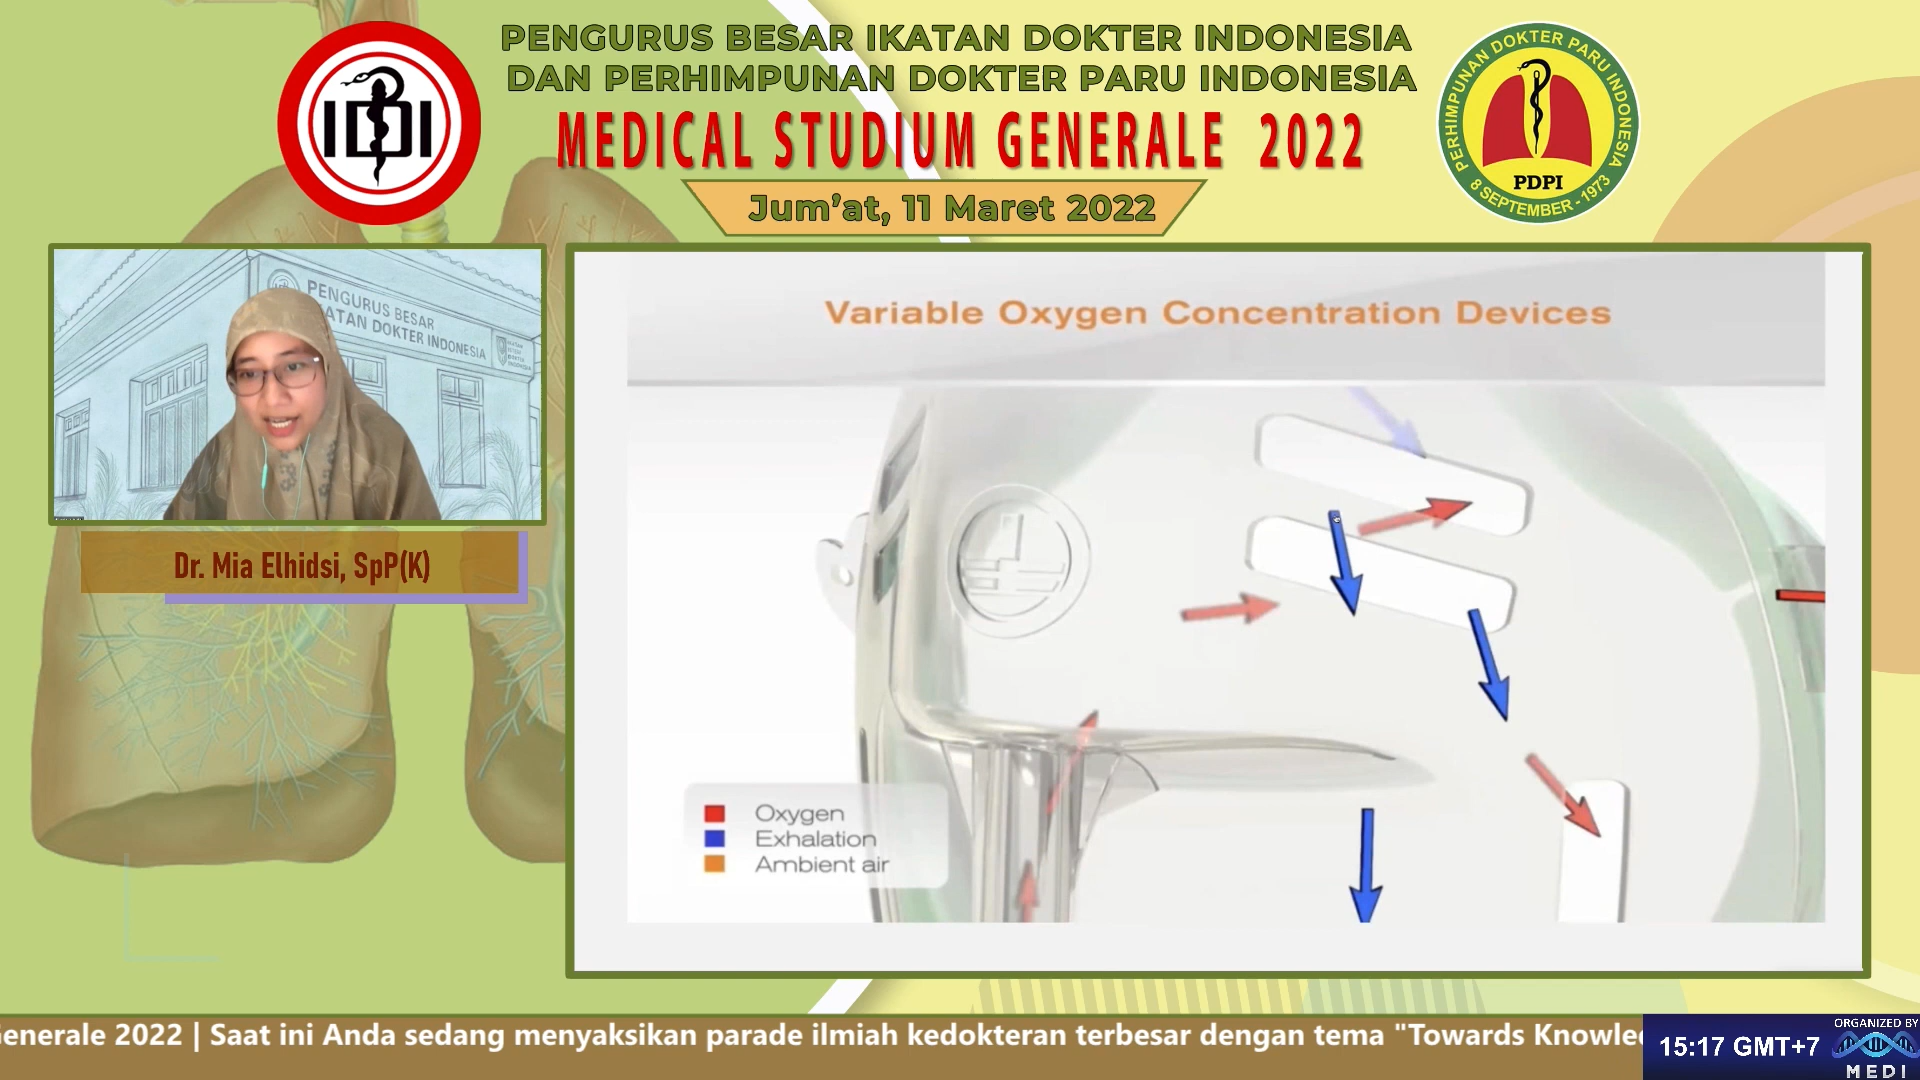 PENGURUS BESAR IKATAN DOKTER INDONESIA
DAN PERHIMPUNAN DOKTER PARU INDONESIA
MEDICAL STUDIUM GENERALE 2022
Jum'at, 11 Maret 2022
IDI
PERHIMPUNAN DOKTER PARU INDONESIA
PDPI
8 SEPTEMBER - 1973
PENGURUS BESAR
IKATAN DOKTER INDONESIA
Dr. Mia Elhidsi, SpP(K)
Variable Oxygen Concentration Devices
Oxygen
Exhalation
Ambient air
Generale 2022 | Saat ini Anda sedang menyaksikan parade ilmiah kedokteran terbesar dengan tema "Towards Knowle
15:17 GMT+7
ORGANIZED BY
MEDI